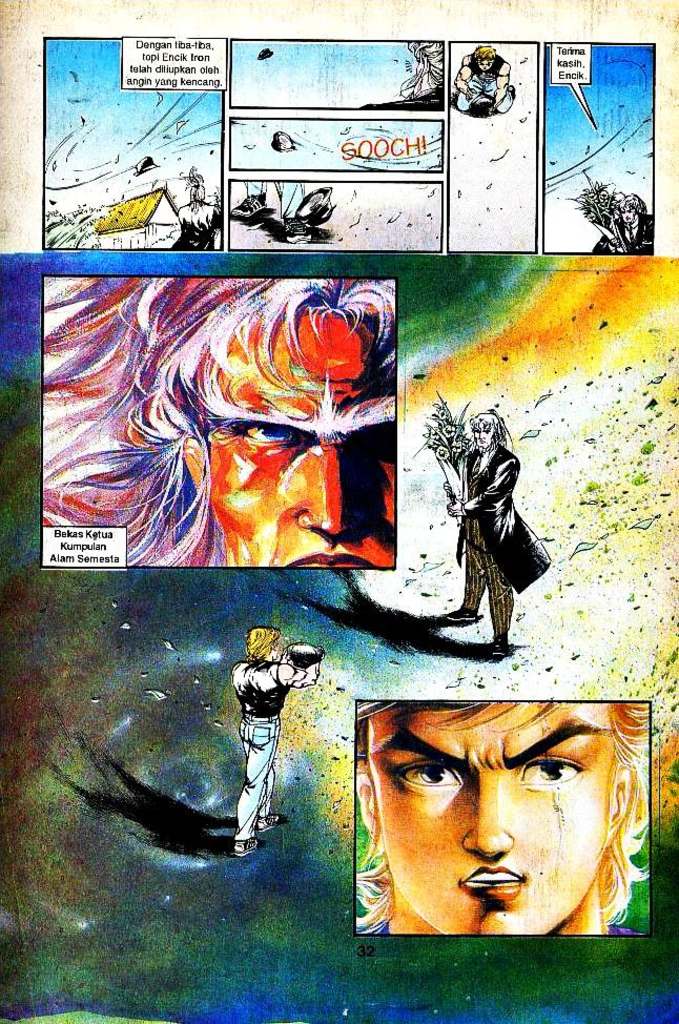 Dengan tiba-tiba,
topi Encik Iron
telah diliupkan oleh
angin yang kencang.
SOOCH!
Terima
kasih,
Encik.
Bekas Ketua
Kumpulan
Alam Semesta
32